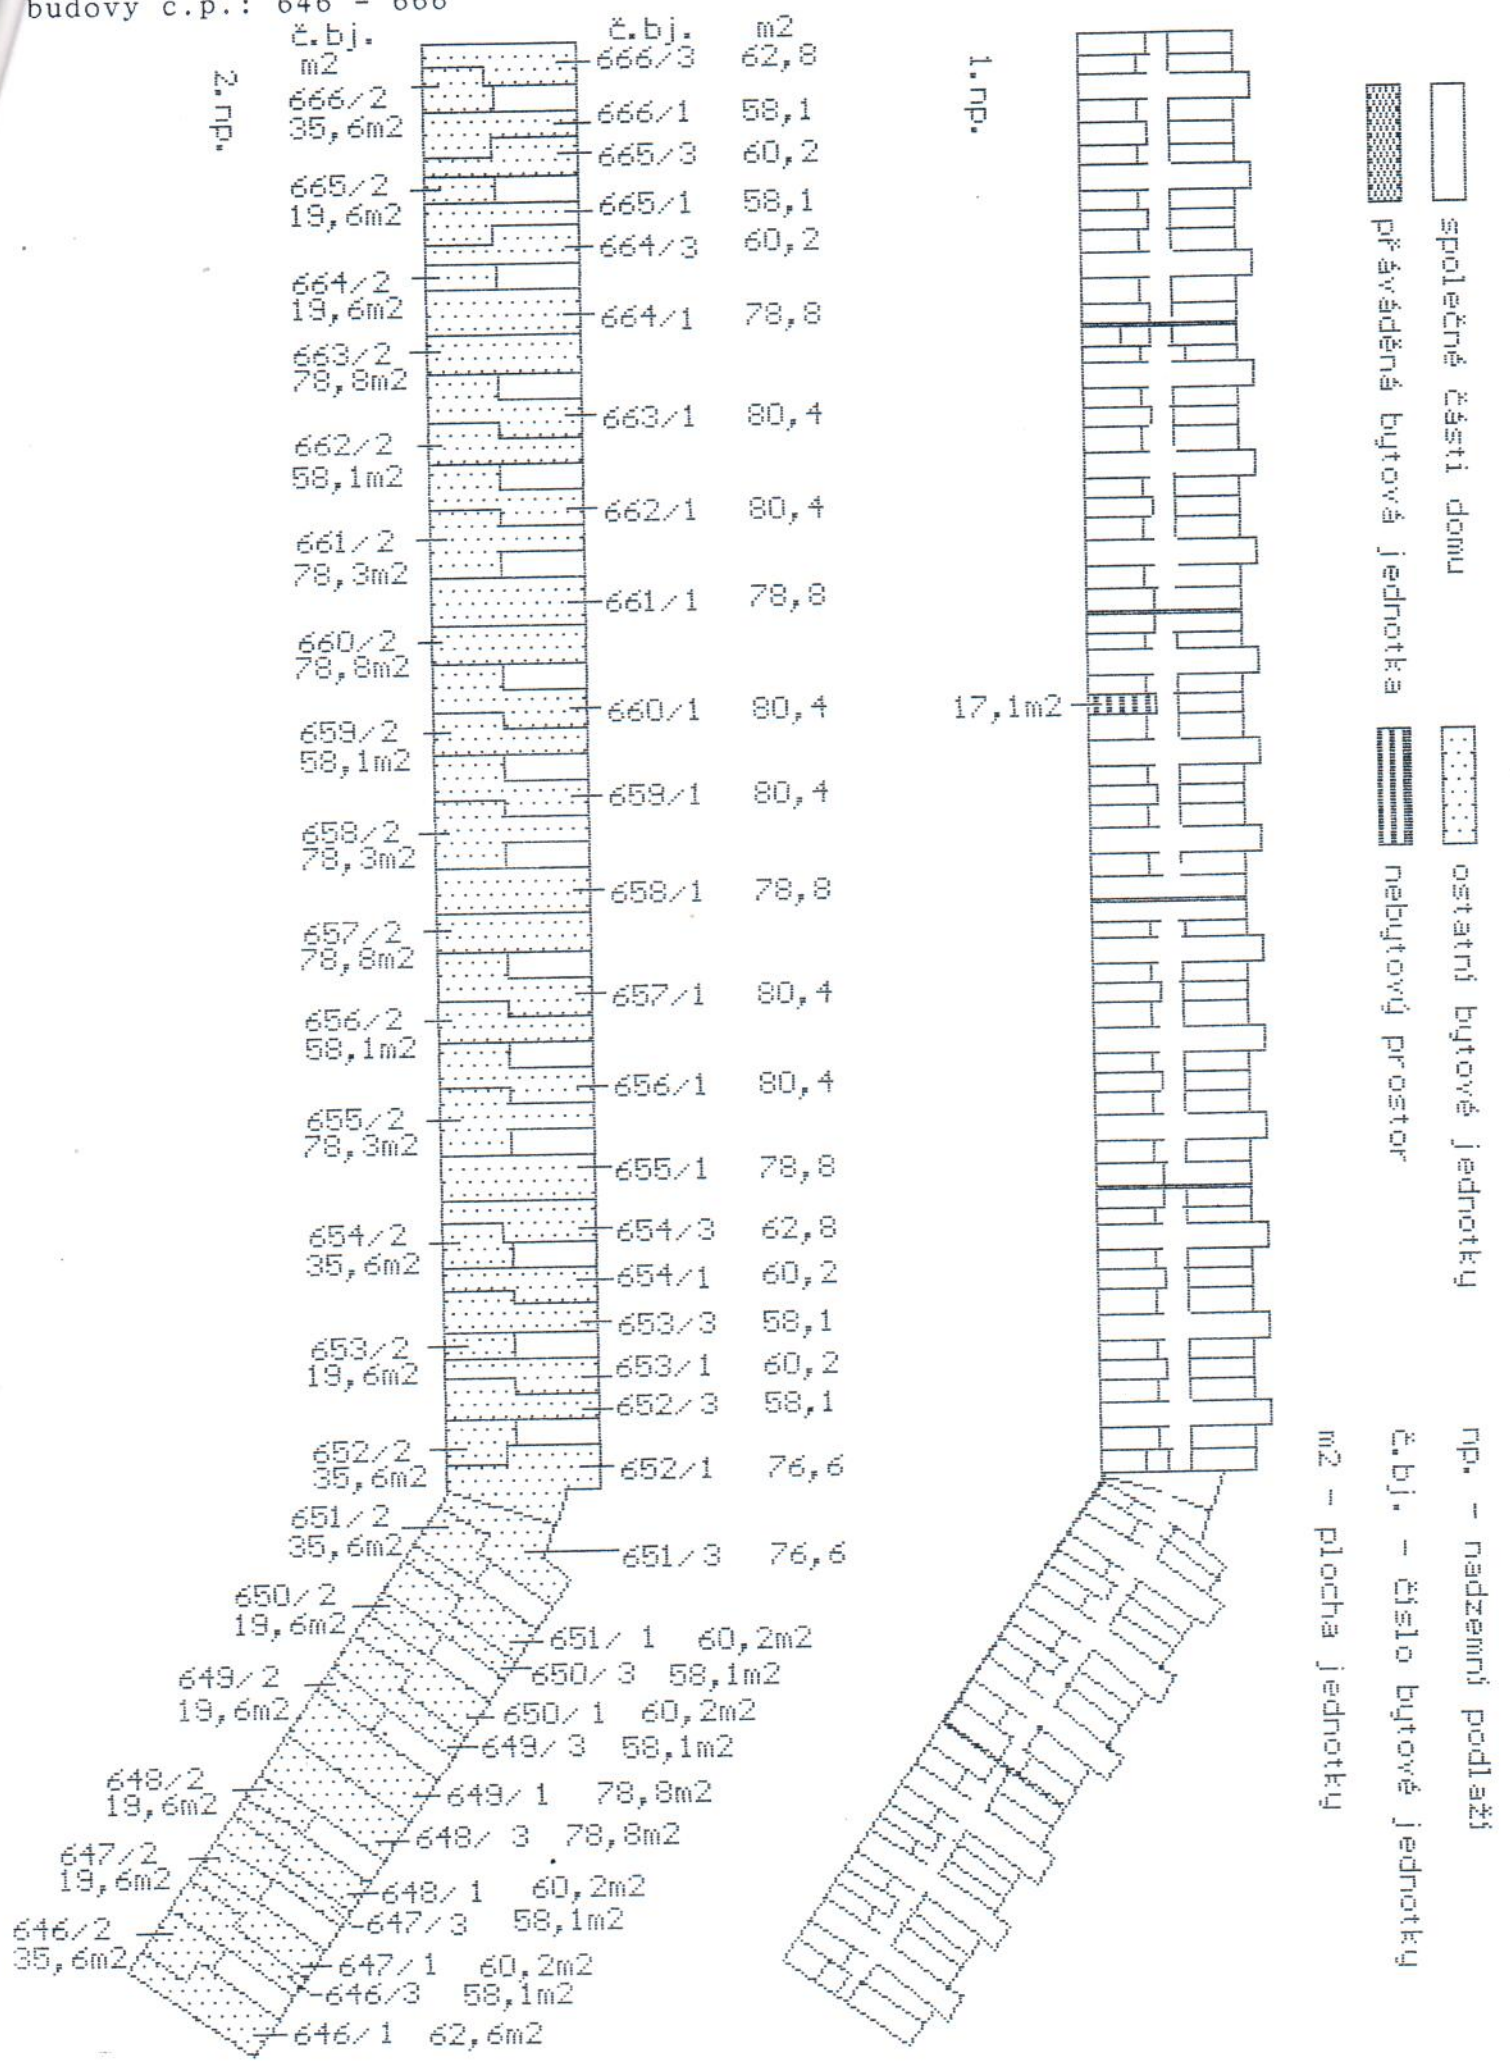 budovy č.p.: 646 - 666
č.bj.
m2
č.bj. m2
2.np.
1.np.
666/3 62,8
666/2
35,6m2
666/1 58,1
665/3 60,2
665/2
19,6m2
665/1 58,1
664/3 60,2
664/2
19,6m2
664/1 78,8
663/2
78,8m2
663/1 80,4
662/2
58,1m2
662/1 80,4
661/2
78,3m2
661/1 78,8
660/2
78,8m2
660/1 80,4
17,1m2
659/2
58,1m2
659/1 80,4
658/2
78,3m2
658/1 78,8
657/2
78,8m2
657/1 80,4
656/2
58,1m2
656/1 80,4
655/2
78,3m2
655/1 78,8
654/3 62,8
654/2
35,6m2
654/1 60,2
653/3 58,1
653/2
19,6m2
653/1 60,2
652/3 58,1
652/2
35,6m2
652/1 76,6
651/2
35,6m2
651/3 76,6
650/2
19,6m2
651/ 1 60,2m2
650/3 58,1m2
649/2
19,6m2
650/ 1 60,2m2
649/ 3 58,1m2
648/2
19,6m2
649/ 1 78,8m2
648/ 3 78,8m2
647/2
19,6m2
648/ 1 60,2m2
647/3 58,1m2
646/2
35,6m2
647/1 60,2m2
646/3 58,1m2
646/1 62,6m2
společné části domu
přáváděná bytová jednotka
ostatní bytové jednotky
nebytový prostor
np. - nadzemní podlaží
č.bj. - číslo bytové jednotky
m2 - plocha jednotky